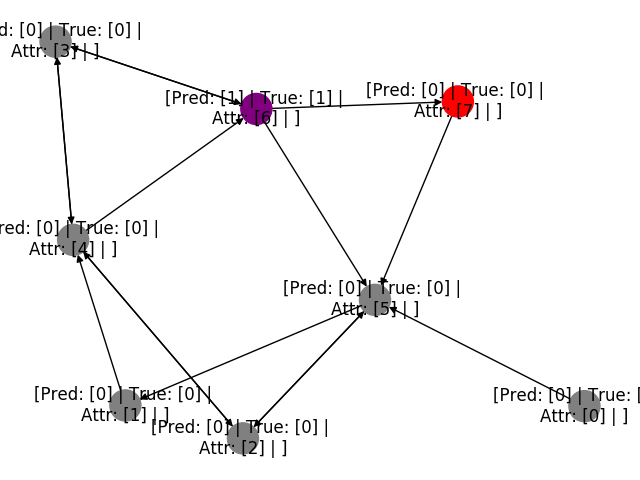 d: [0] | True: [0] |
Attr: [3] | ]
[Pred: [1] | True: [1] |
Attr: [6] | ]
[Pred: [0] | True: [0] |
Attr: [7] | ]
red: [0] | True: [0] |
Attr: [4] | ]
[Pred: [0] | True: [0] |
Attr: [5] | ]
[Pred: [0] | True: [0] |
Attr: [1] | ]
[Pred: [0] | True: [0] |
Attr: [2] | ]
[Pred: [0] | True: [
Attr: [0] | ]